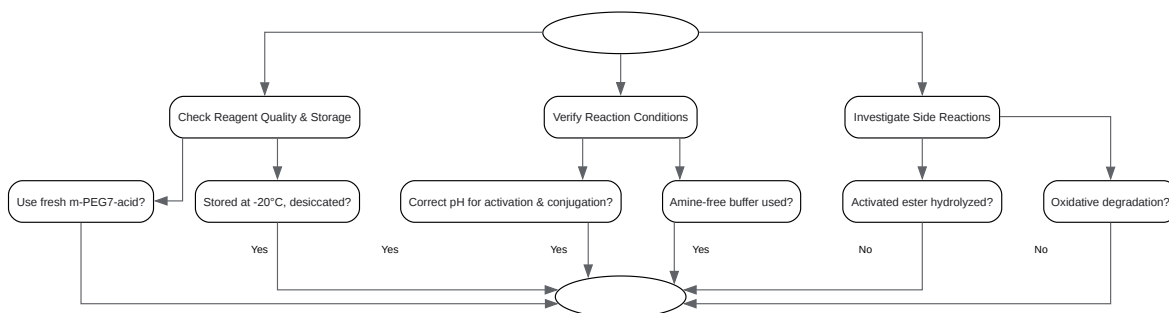 Check Reagent Quality & Storage
Verify Reaction Conditions
Investigate Side Reactions
Use fresh m-PEG7-acid?
Stored at -20°C, desiccated?
Correct pH for activation & conjugation?
Amine-free buffer used?
Activated ester hydrolyzed?
Oxidative degradation?
Yes
Yes
Yes
Yes
No
No